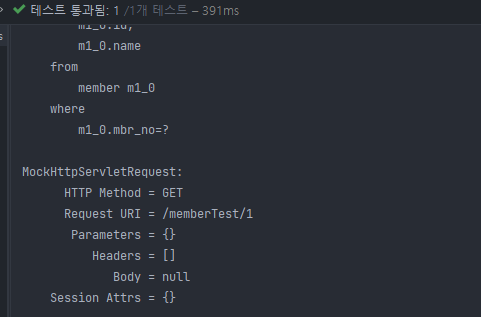 테스트 통과됨: 1 /1개 테스트 – 391ms
m1_0.id,
m1_0.name
from
member m1_0
where
m1_0.mbr_no=?
MockHttpServletRequest:
HTTP Method = GET
Request URI = /memberTest/1
Parameters = {}
Headers = []
Body = null
Session Attrs = {}